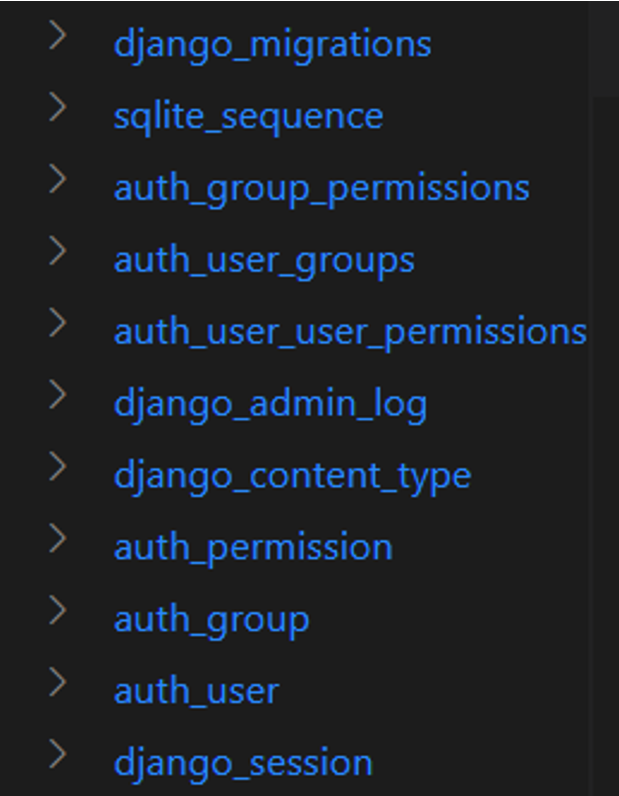 django_migrations
sqlite_sequence
auth_group_permissions
auth_user_groups
auth_user_user_permissions
django_admin_log
django_content_type
auth_permission
auth_group
auth_user
django_session